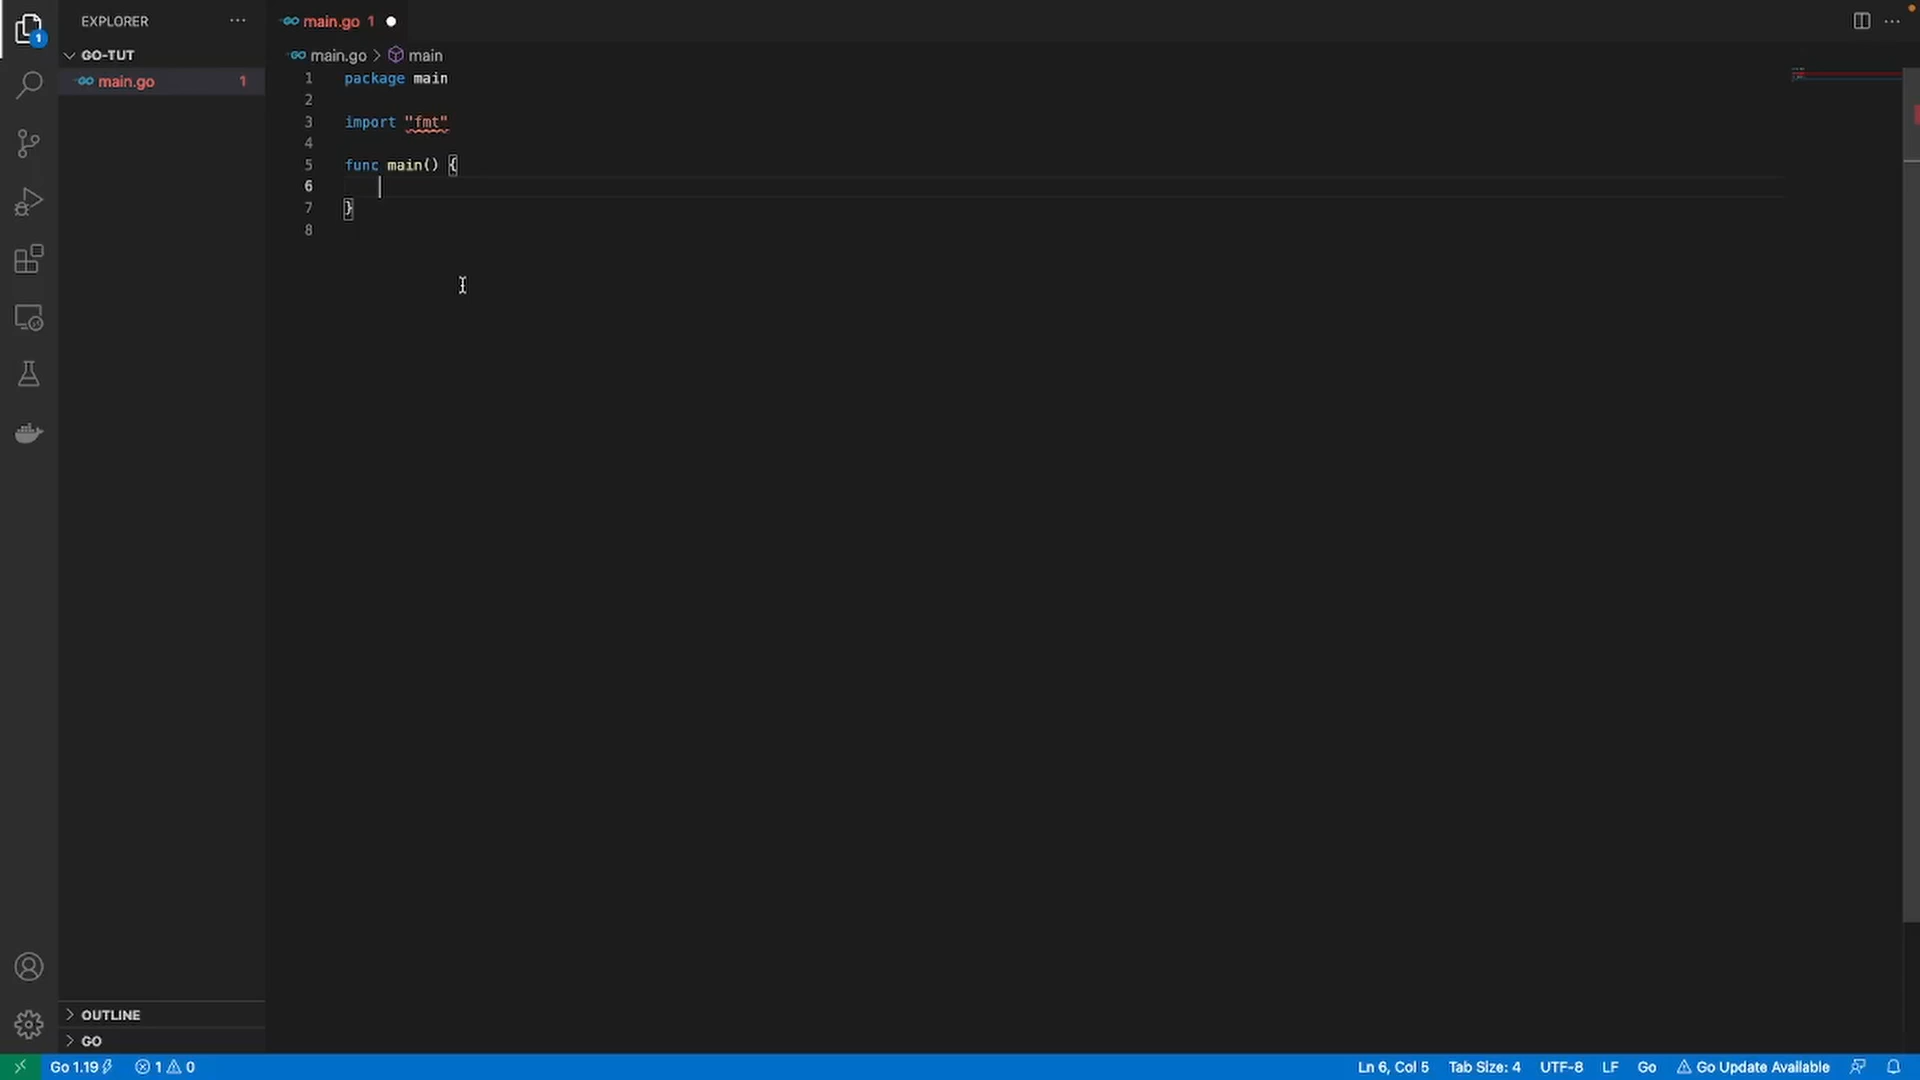 EXPLORER
GO-TUT
main.go 1
main.go 1
main.go > main
1 package main
2
3 import "fmt"
4
5 func main() {
6
7 }
8
1
OUTLINE
GO
Go 1.19 1 0 Ln 6, Col 5 Tab Size: 4 UTF-8 LF Go Go Update Available